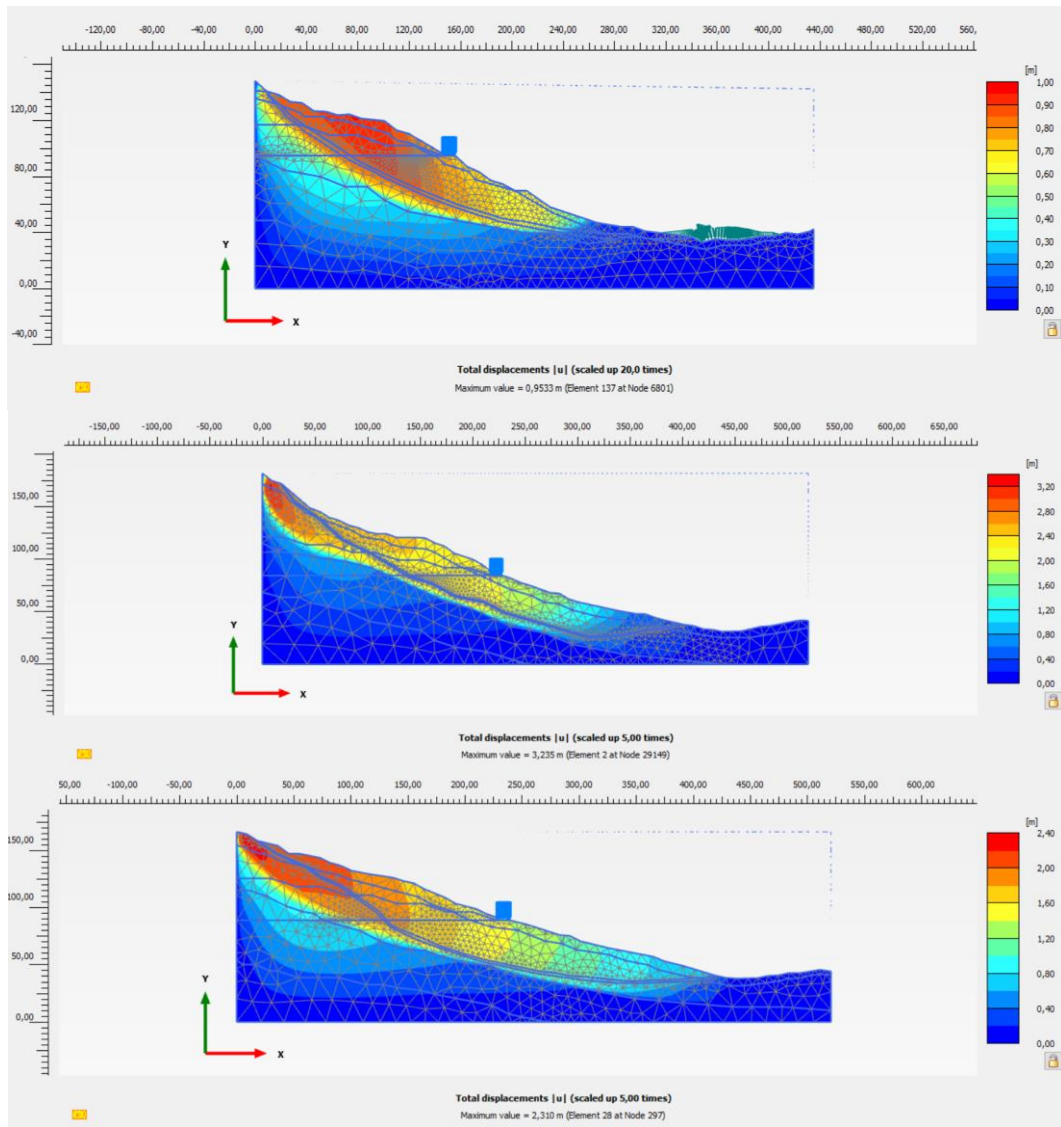 -120,00 -80,00 -40,00 0,00 40,00 80,00 120,00 160,00 200,00 240,00 280,00 320,00 360,00 400,00 440,00 480,00 520,00 560,
[m]
1,00
0,90
0,80
0,70
0,60
0,50
0,40
0,30
0,20
0,10
0,00
120,00
80,00
40,00
0,00
-40,00
Y
X
Total displacements |u| (scaled up 20,0 times)
Maximum value = 0,9533 m (Element 137 at Node 6801)
-150,00 -100,00 -50,00 0,00 50,00 100,00 150,00 200,00 250,00 300,00 350,00 400,00 450,00 500,00 550,00 600,00 650,00
[m]
3,20
2,80
2,40
2,00
1,60
1,20
0,80
0,40
0,00
150,00
100,00
50,00
0,00
Y
X
Total displacements |u| (scaled up 5,00 times)
Maximum value = 3,235 m (Element 2 at Node 29149)
50,00 -100,00 -50,00 0,00 50,00 100,00 150,00 200,00 250,00 300,00 350,00 400,00 450,00 500,00 550,00 600,00
[m]
2,40
2,00
1,60
1,20
0,80
0,40
0,00
150,00
100,00
50,00
0,00
Y
X
Total displacements |u| (scaled up 5,00 times)
Maximum value = 2,310 m (Element 28 at Node 297)